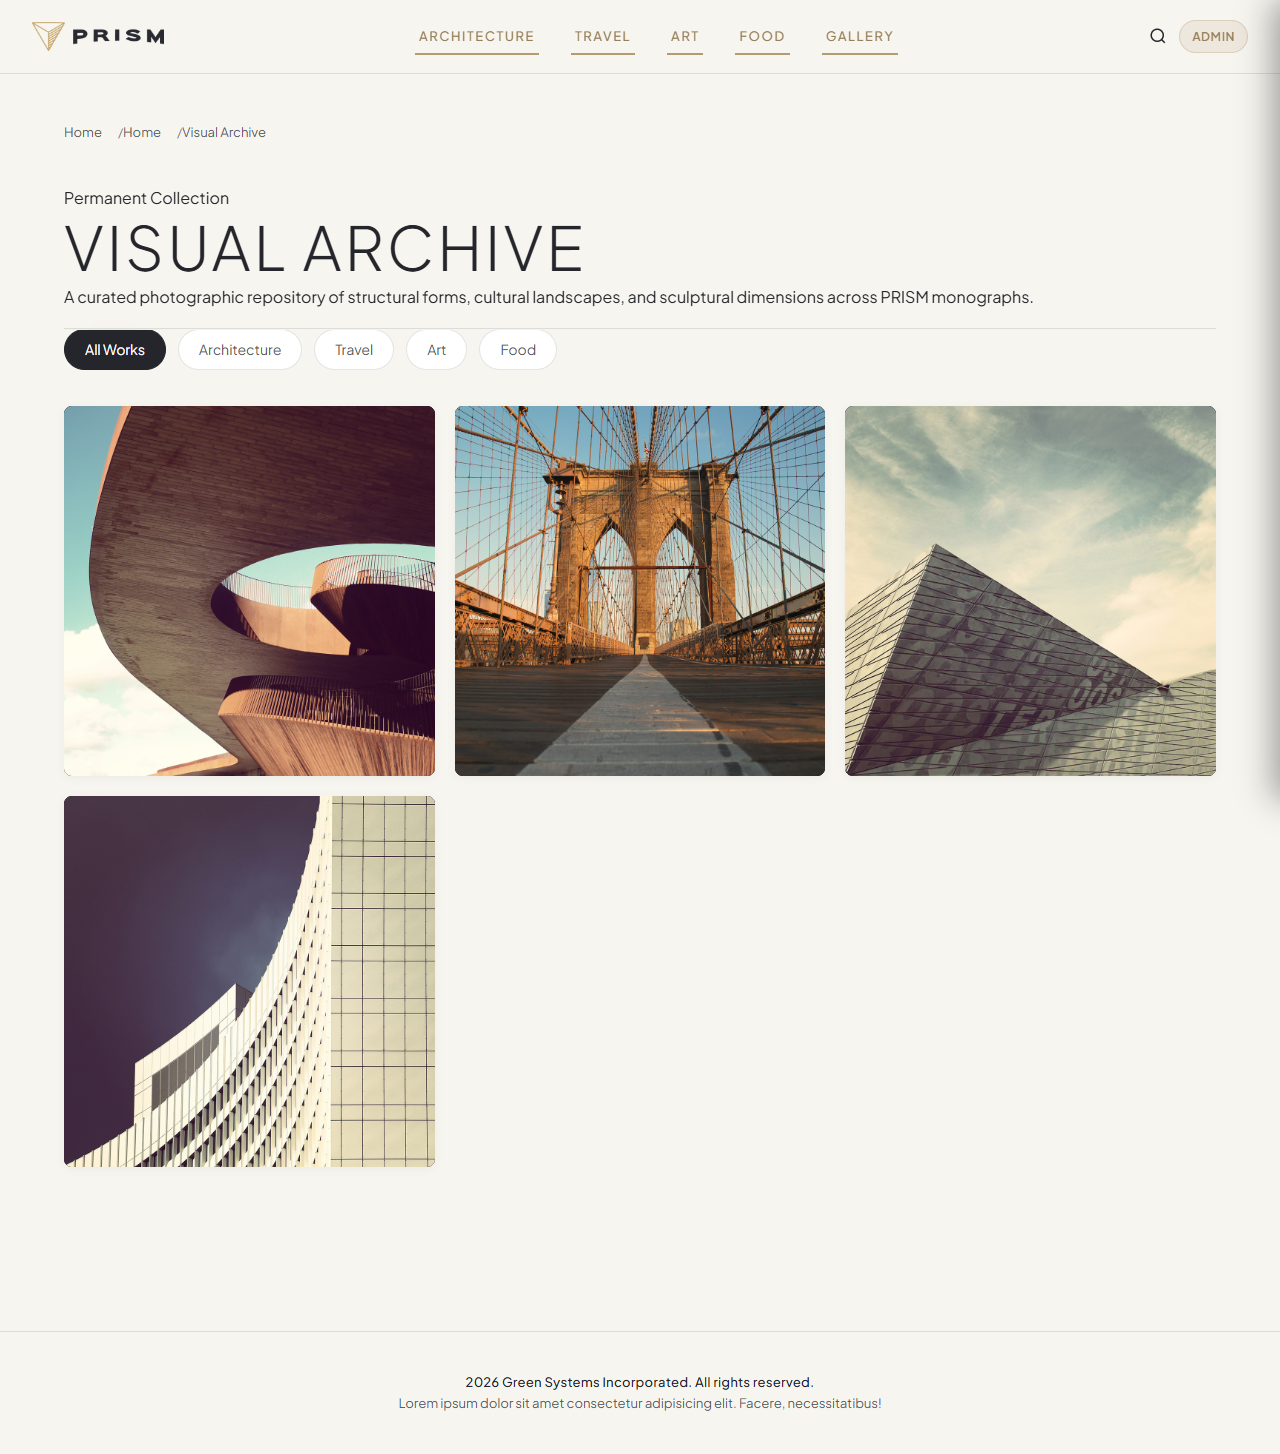 PRISM
ARCHITECTURE TRAVEL ART FOOD GALLERY
ADMIN
Home /Home /Visual Archive
Permanent Collection
VISUAL ARCHIVE
A curated photographic repository of structural forms, cultural landscapes, and sculptural dimensions across PRISM monographs.
All Works Architecture Travel Art Food
2026 Green Systems Incorporated. All rights reserved.
Lorem ipsum dolor sit amet consectetur adipisicing elit. Facere, necessitatibus!